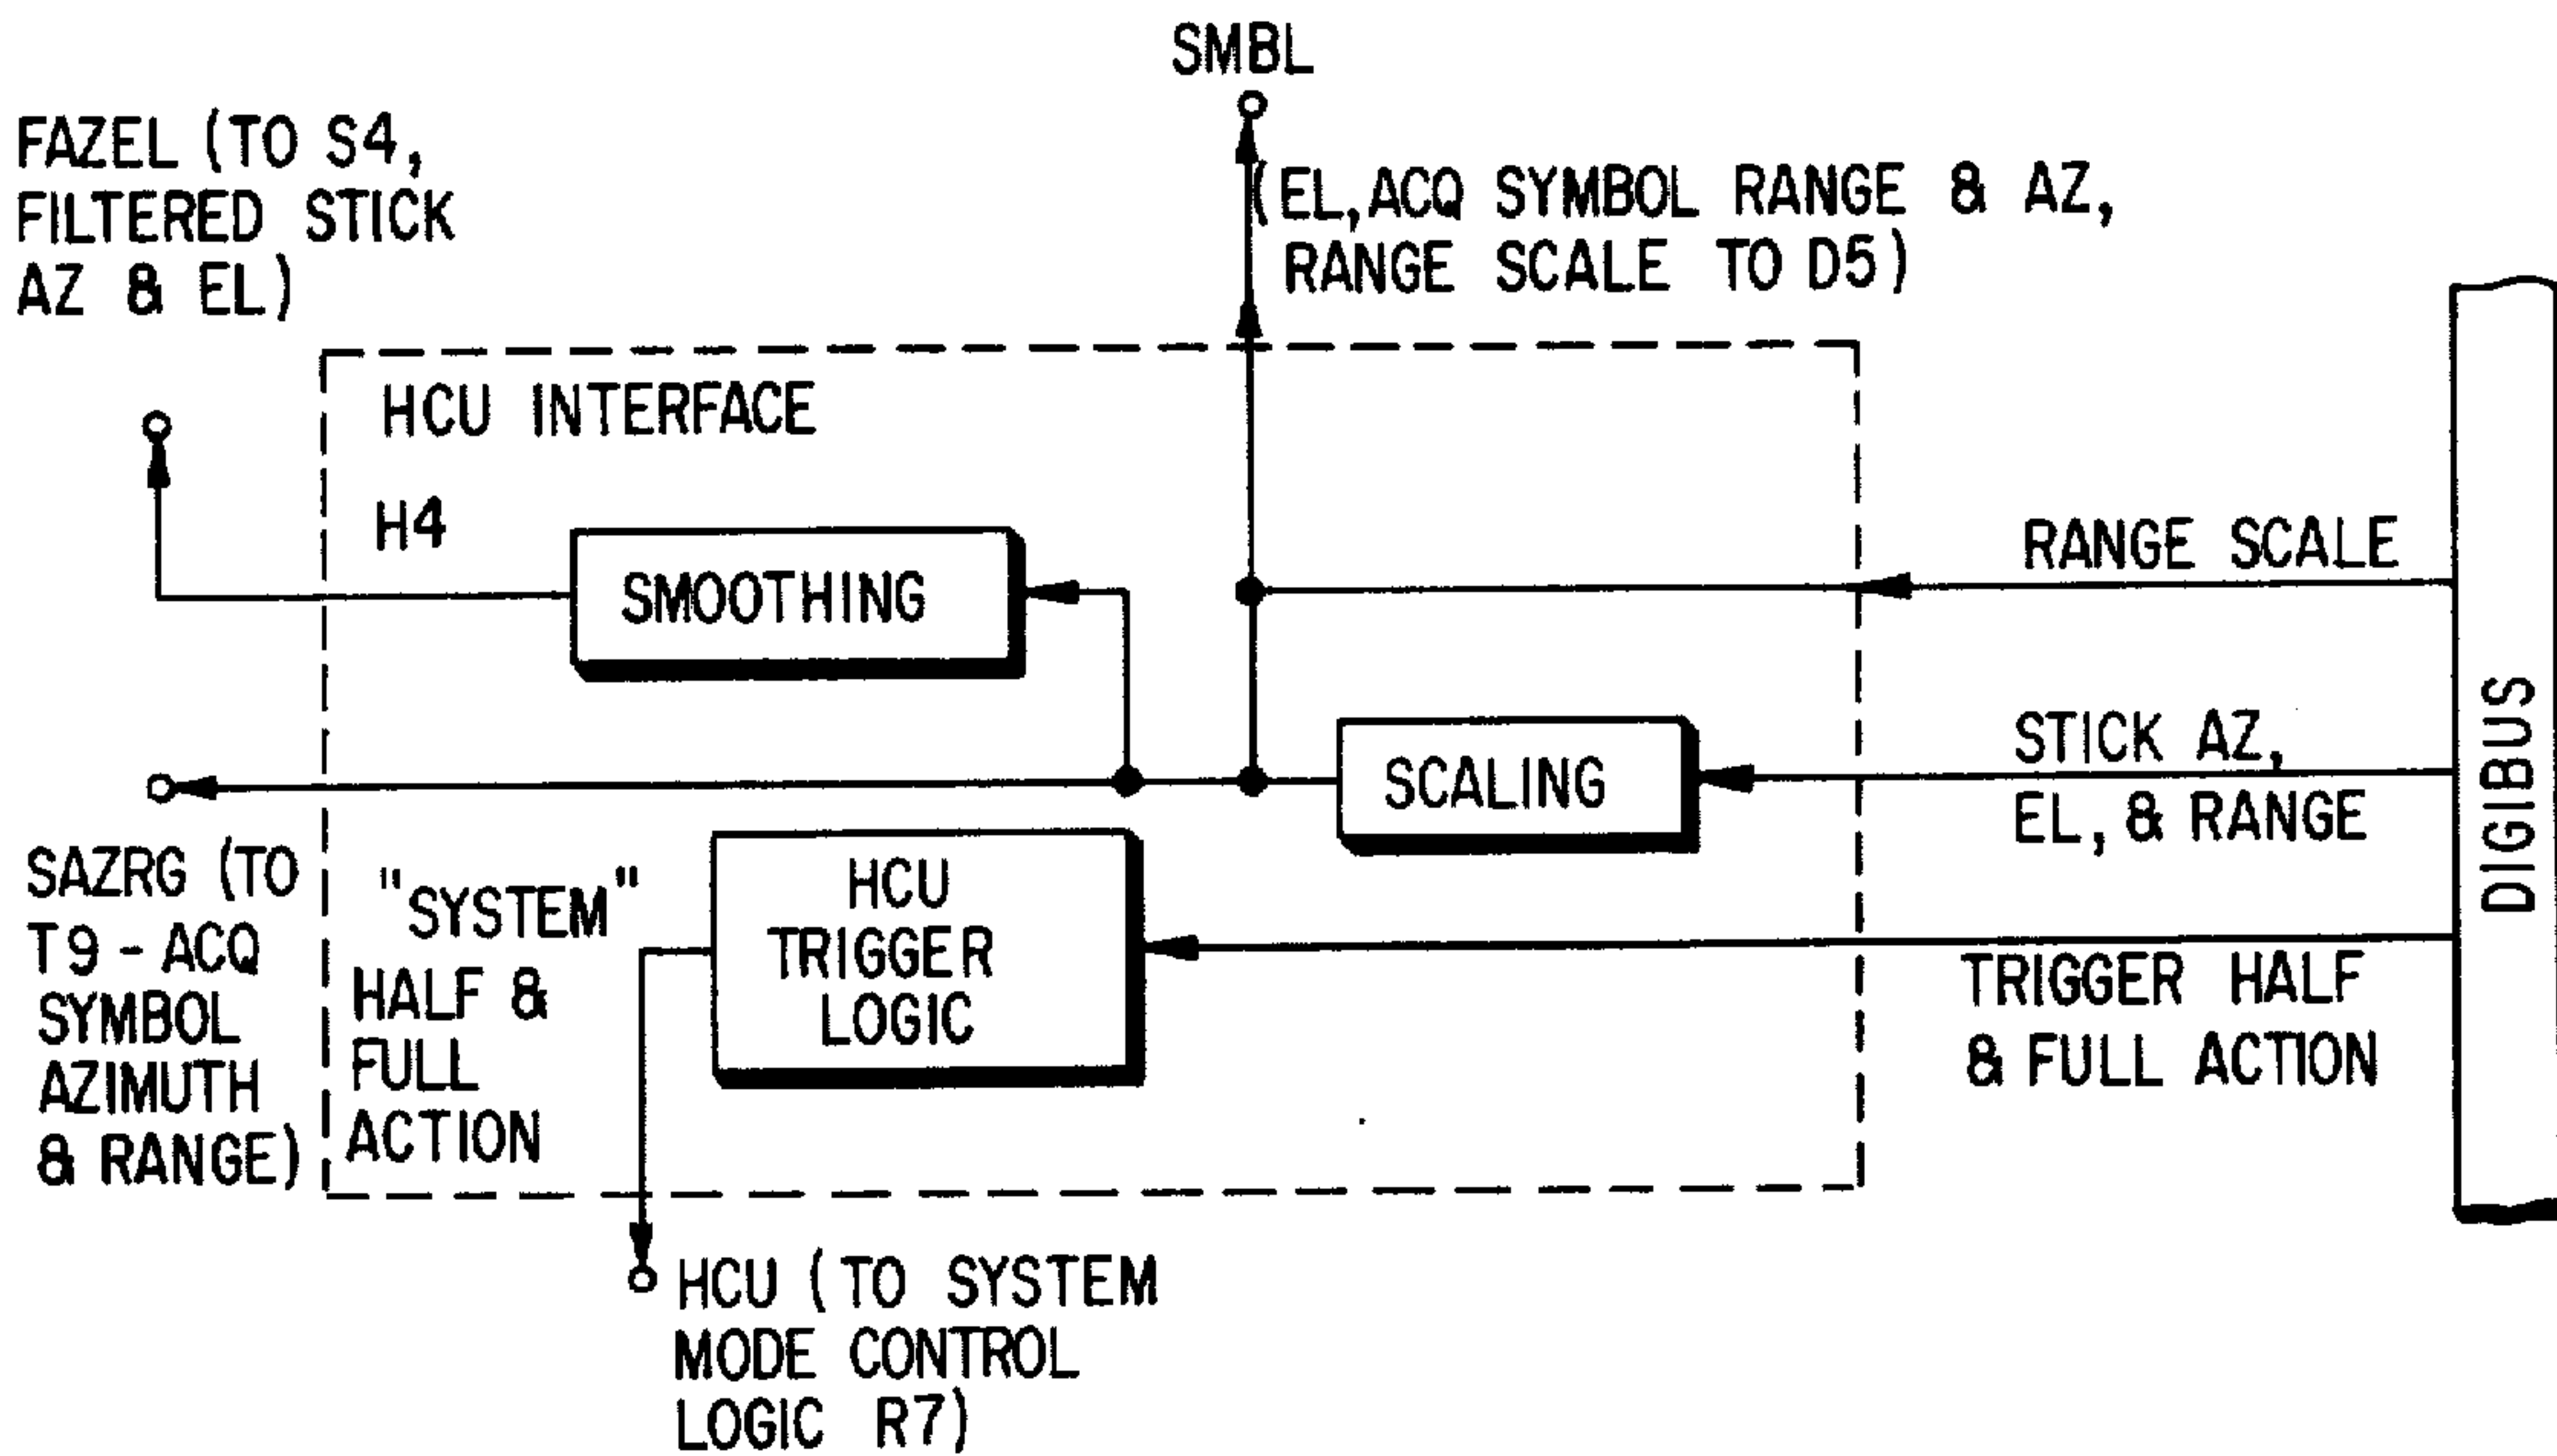 SMBL
FAZEL (TO S4,
FILTERED STICK
AZ & EL)
(EL, ACQ SYMBOL RANGE & AZ,
RANGE SCALE TO D5)
HCU INTERFACE
H4
SMOOTHING
RANGE SCALE
SCALING
STICK AZ,
EL, & RANGE
DIGIBUS
SAZRG (TO
T9 - ACQ
SYMBOL
AZIMUTH
& RANGE)
"SYSTEM"
HALF &
FULL
ACTION
HCU
TRIGGER
LOGIC
TRIGGER HALF
& FULL ACTION
HCU (TO SYSTEM
MODE CONTROL
LOGIC R7)